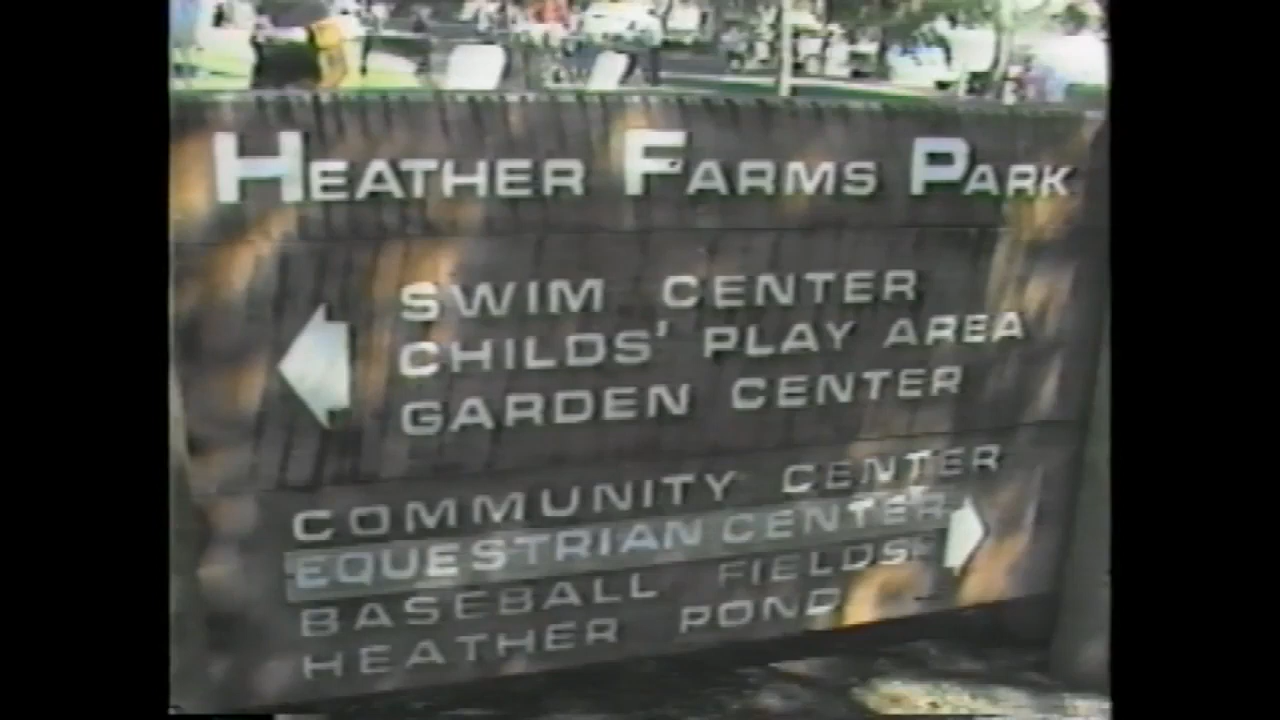 HEATHER FARMS PARK
SWIM CENTER
CHILDS' PLAY AREA
GARDEN CENTER
COMMUNITY CENTER
EQUESTRIAN CENTER
BASEBALL FIELDS
HEATHER POND